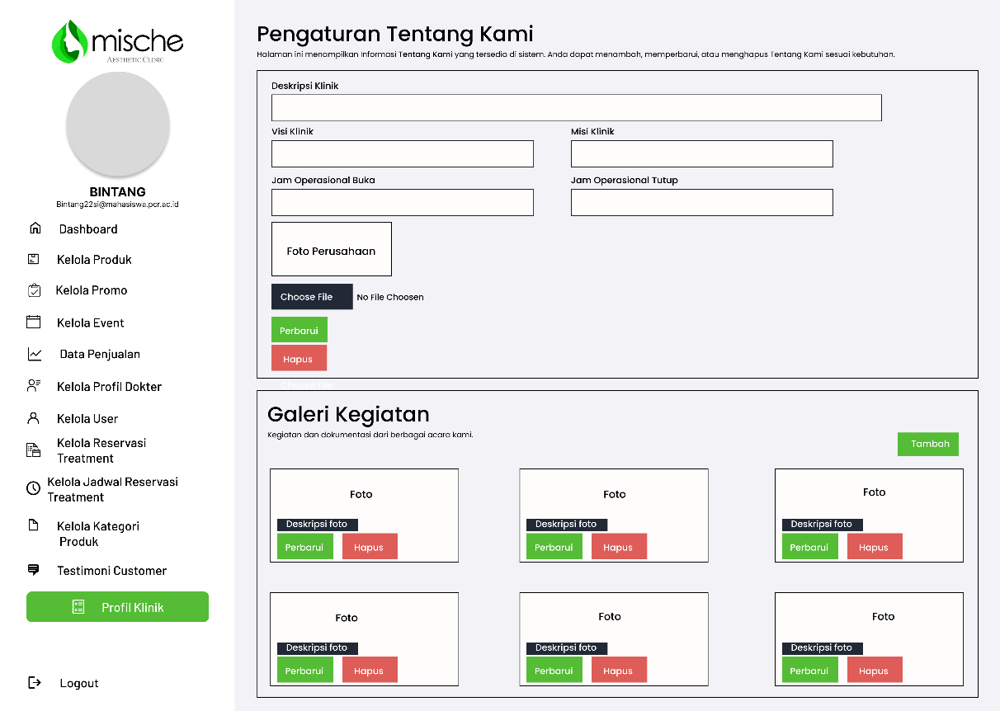 mische
AESTHETIC CLINIC
BINTANG
Bintang22si@mahasiswa.pcr.ac.id
Dashboard
Kelola Produk
Kelola Promo
Kelola Event
Data Penjualan
Kelola Profil Dokter
Kelola User
Kelola Reservasi
Treatment
Kelola Jadwal Reservasi
Treatment
Kelola Kategori
Produk
Testimoni Customer
Profil Klinik
Logout
Pengaturan Tentang Kami
Halaman ini menampilkan Informasi Tentang Kami yang tersedia di sistem. Anda dapat menambah, memperbarui, atau menghapus Tentang Kami sesuai kebutuhan.
Deskripsi Klinik
Visi Klinik
Misi Klinik
Jam Operasional Buka
Jam Operasional Tutup
Foto Perusahaan
Choose File
No File Choosen
Perbarui
Hapus
Choose File
Galeri Kegiatan
Kegiatan dan dokumentasi dari berbagai acara kami.
Tambah
Foto
Deskripsi foto
Perbarui
Hapus
Foto
Deskripsi foto
Perbarui
Hapus
Foto
Deskripsi foto
Perbarui
Hapus
Foto
Deskripsi foto
Perbarui
Hapus
Foto
Deskripsi foto
Perbarui
Hapus
Foto
Deskripsi foto
Perbarui
Hapus